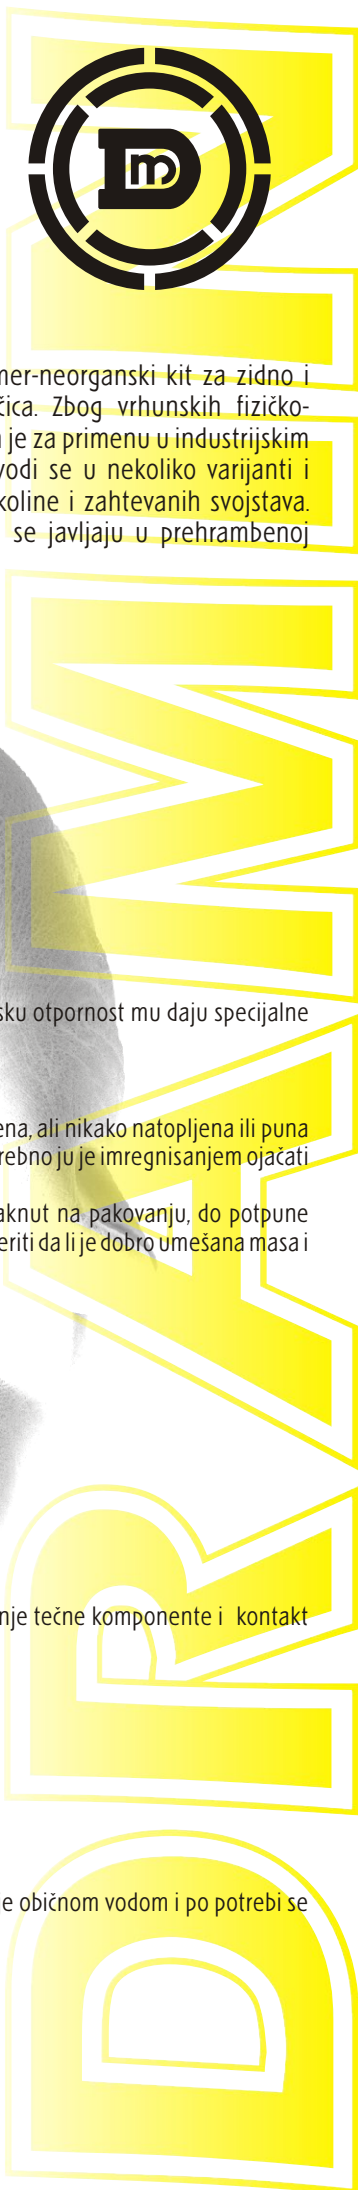 Dm
mer-neorganski kit za zidno i
čica. Zbog vrhunskih fizičko-
je za primenu u industrijskim
vodi se u nekoliko varijanti i
koline i zahtevanih svojstava.
se javljaju u prehrambenoj
sku otpornost mu daju specijalne
ena, ali nikako natopljena ili puna
rebno ju je imregnisanjem ojačati
aknut na pakovanju, do potpune
eriti da li je dobro umešana masa i
nje tečne komponente i kontakt
e običnom vodom i po potrebi se
DRAMIN